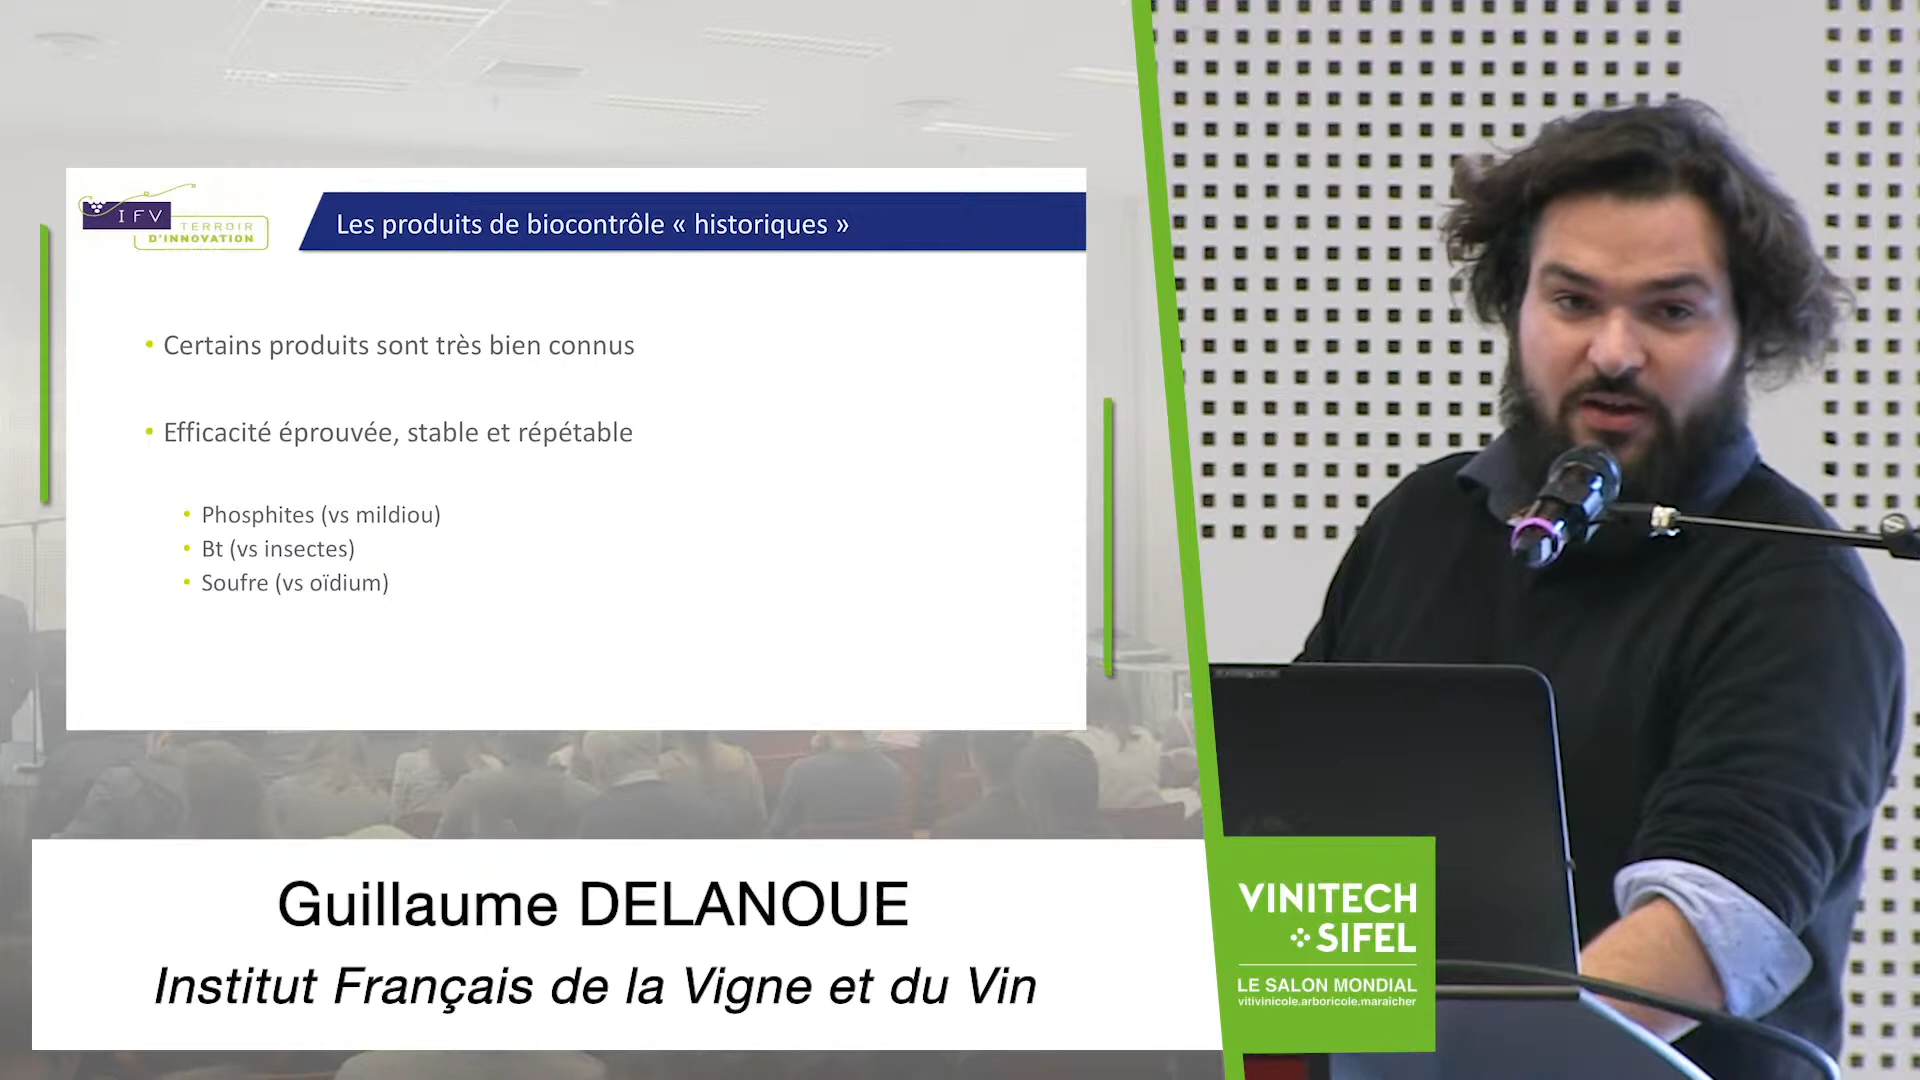 IFV
TERROIR
D'INNOVATION
Les produits de biocontrôle « historiques »
• Certains produits sont très bien connus
• Efficacité éprouvée, stable et répétable
• Phosphites (vs mildiou)
• Bt (vs insectes)
• Soufre (vs oïdium)
Guillaume DELANOUE
Institut Français de la Vigne et du Vin
VINITECH
SIFEL
LE SALON MONDIAL
vitivinicole.arboricole.maraîcher